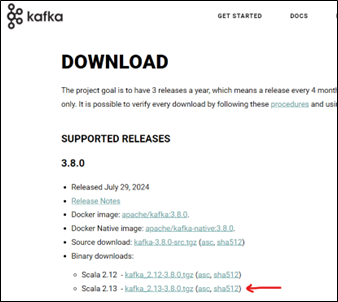 kafka GET STARTED DOCS
DOWNLOAD
The project goal is to have 3 releases a year, which means a release every 4 mont
only. It is possible to verify every download by following these procedures and usi
SUPPORTED RELEASES
3.8.0
• Released July 29, 2024
• Release Notes
• Docker image: apache/kafka:3.8.0.
• Docker Native image: apache/kafka-native:3.8.0.
• Source download: kafka-3.8.0-src.tgz (asc, sha512)
• Binary downloads:
◦ Scala 2.12 - kafka_2.12-3.8.0.tgz (asc, sha512)
◦ Scala 2.13 - kafka_2.13-3.8.0.tgz (asc, sha512)